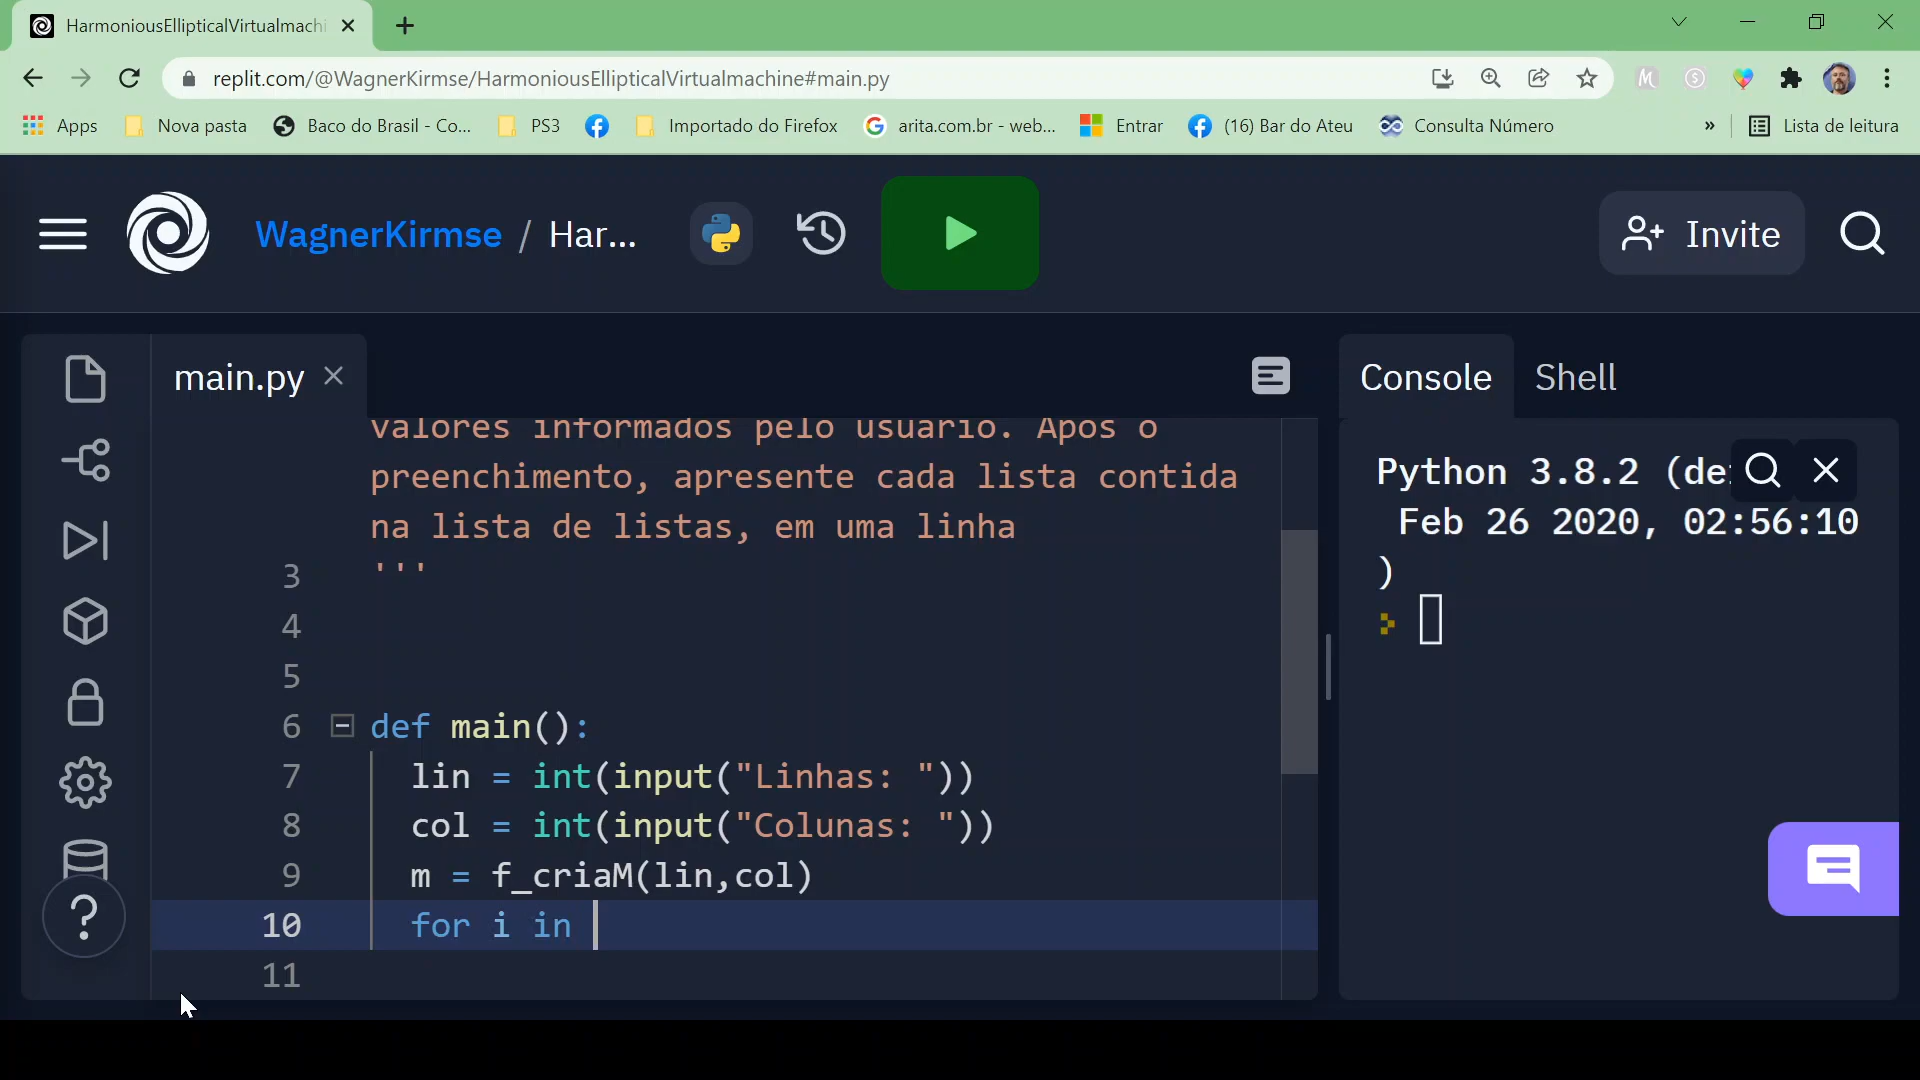 HarmoniousEllipticalVirtualmachi
replit.com/@WagnerKirmse/HarmoniousEllipticalVirtualmachine#main.py
Apps Nova pasta Baco do Brasil - Co... PS3 Importado do Firefox arita.com.br - web... Entrar (16) Bar do Ateu Consulta Número » Lista de leitura
WagnerKirmse / Har... Invite
main.py Console Shell
valores informados pelo usuário. Após o
preenchimento, apresente cada lista contida
na lista de listas, em uma linha
3 '''
4
5
6 def main():
7 lin = int(input("Linhas: "))
8 col = int(input("Colunas: "))
9 m = f_criaM(lin,col)
10 for i in
11
Python 3.8.2 (de
Feb 26 2020, 02:56:10
)
>
?